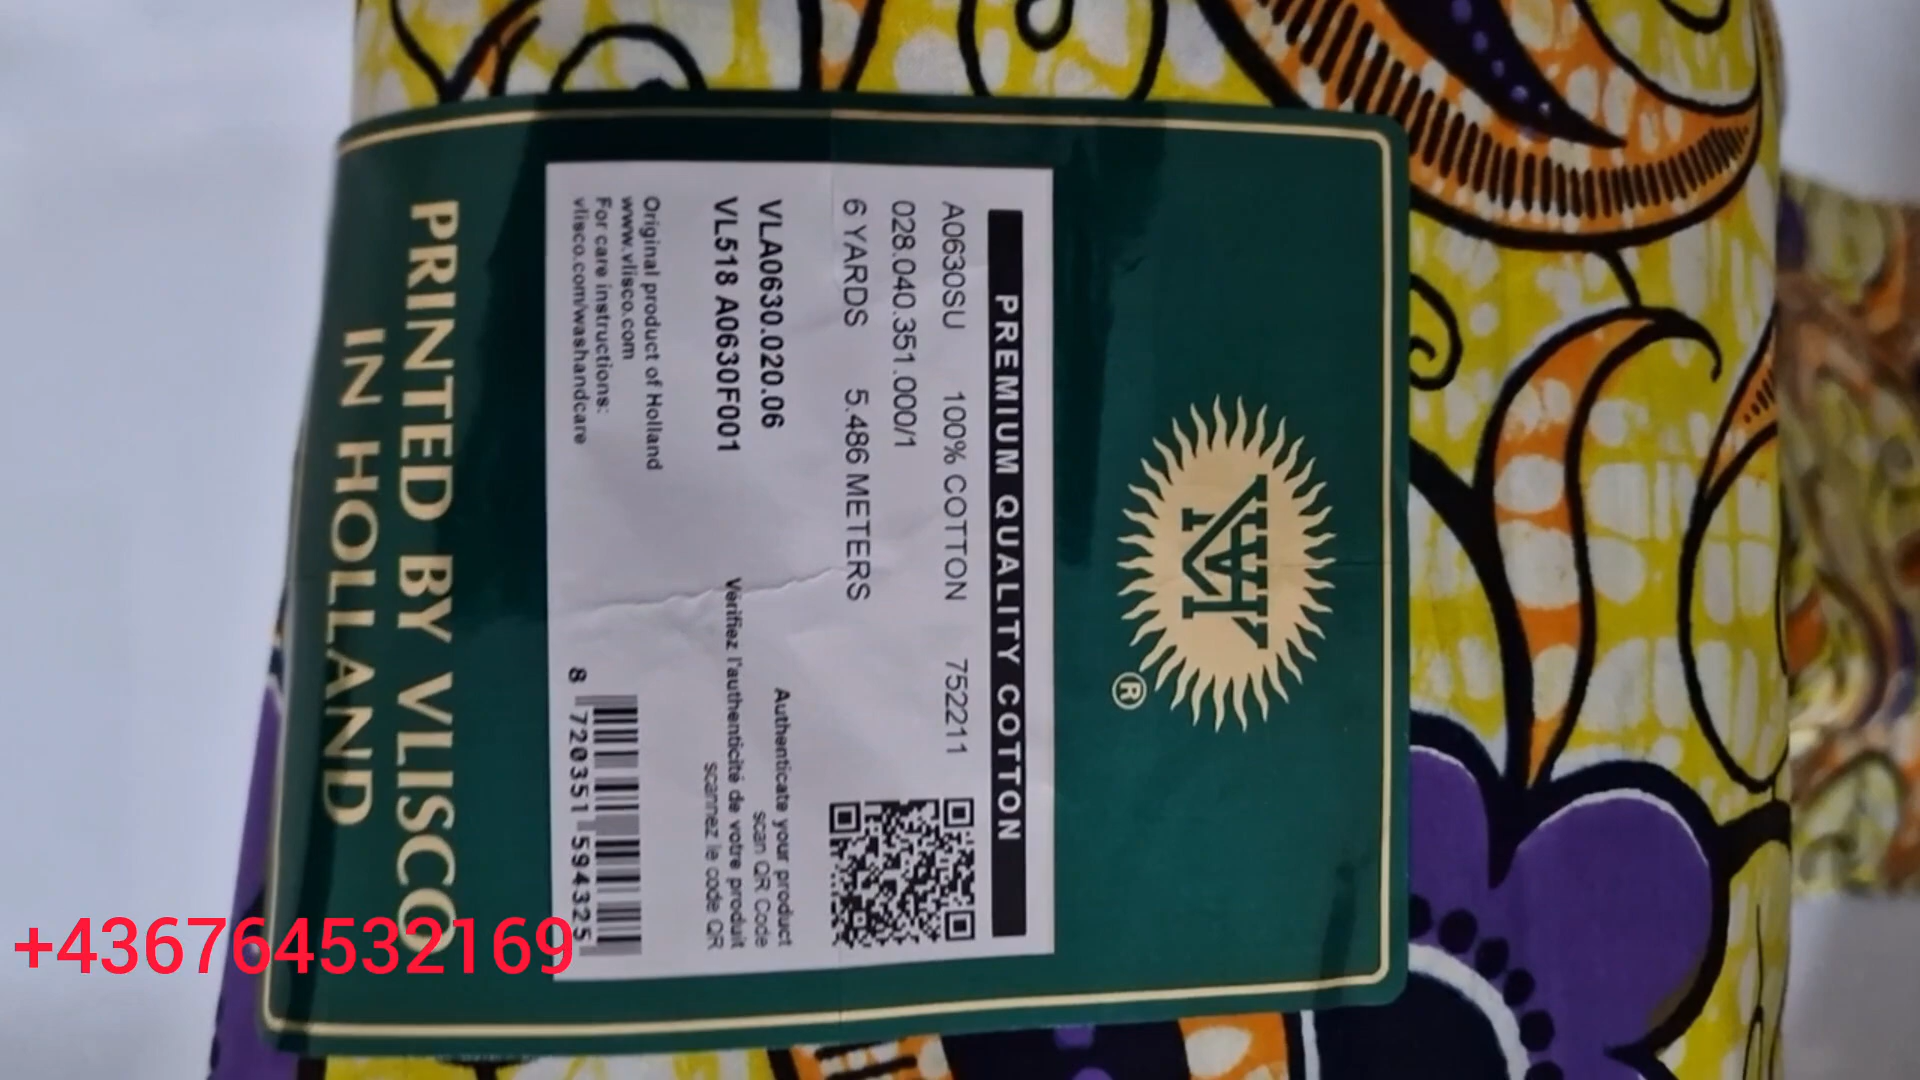 ®
PREMIUM QUALITY COTTON
A0630SU 100% COTTON 752211
028.040.351.000/1
6 YARDS 5.486 METERS
VLA0630.020.06
VL518 A0630F001
Authenticate your product
scan QR Code
Vérifiez l'authenticité de votre produit
scannez le code QR
Original product of Holland
www.vlisco.com
For care instructions:
vlisco.com/washandcare
8 720351 594325
PRINTED BY VLISCO
IN HOLLAND
+436764532169